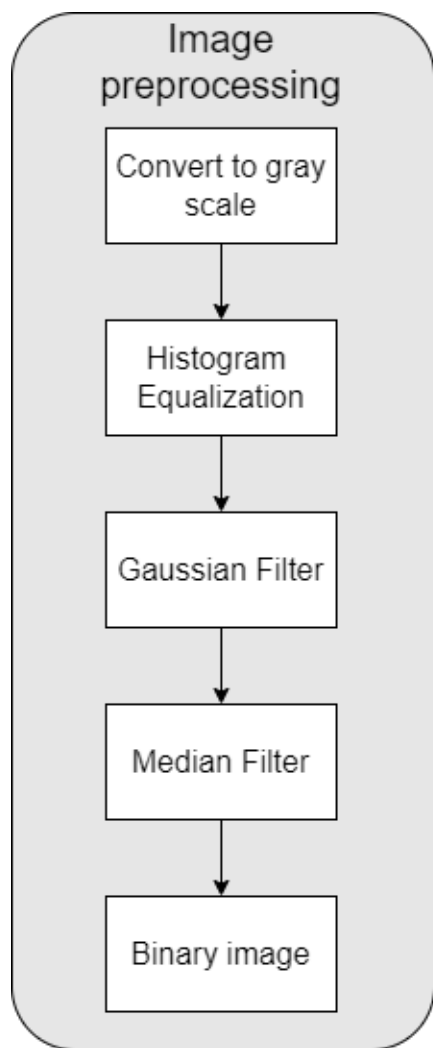 Image
preprocessing
Convert to gray
scale
Histogram
Equalization
Gaussian Filter
Median Filter
Binary image